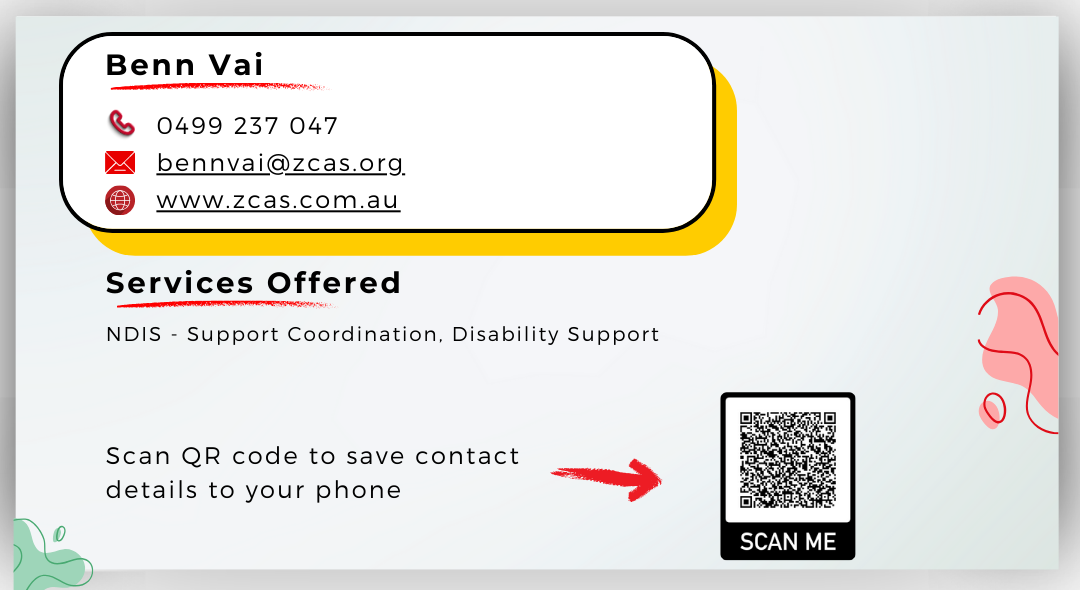 Benn Vai
0499 237 047
bennvai@zcas.org
www.zcas.com.au
Services Offered
NDIS - Support Coordination, Disability Support
Scan QR code to save contact
details to your phone
SCAN ME